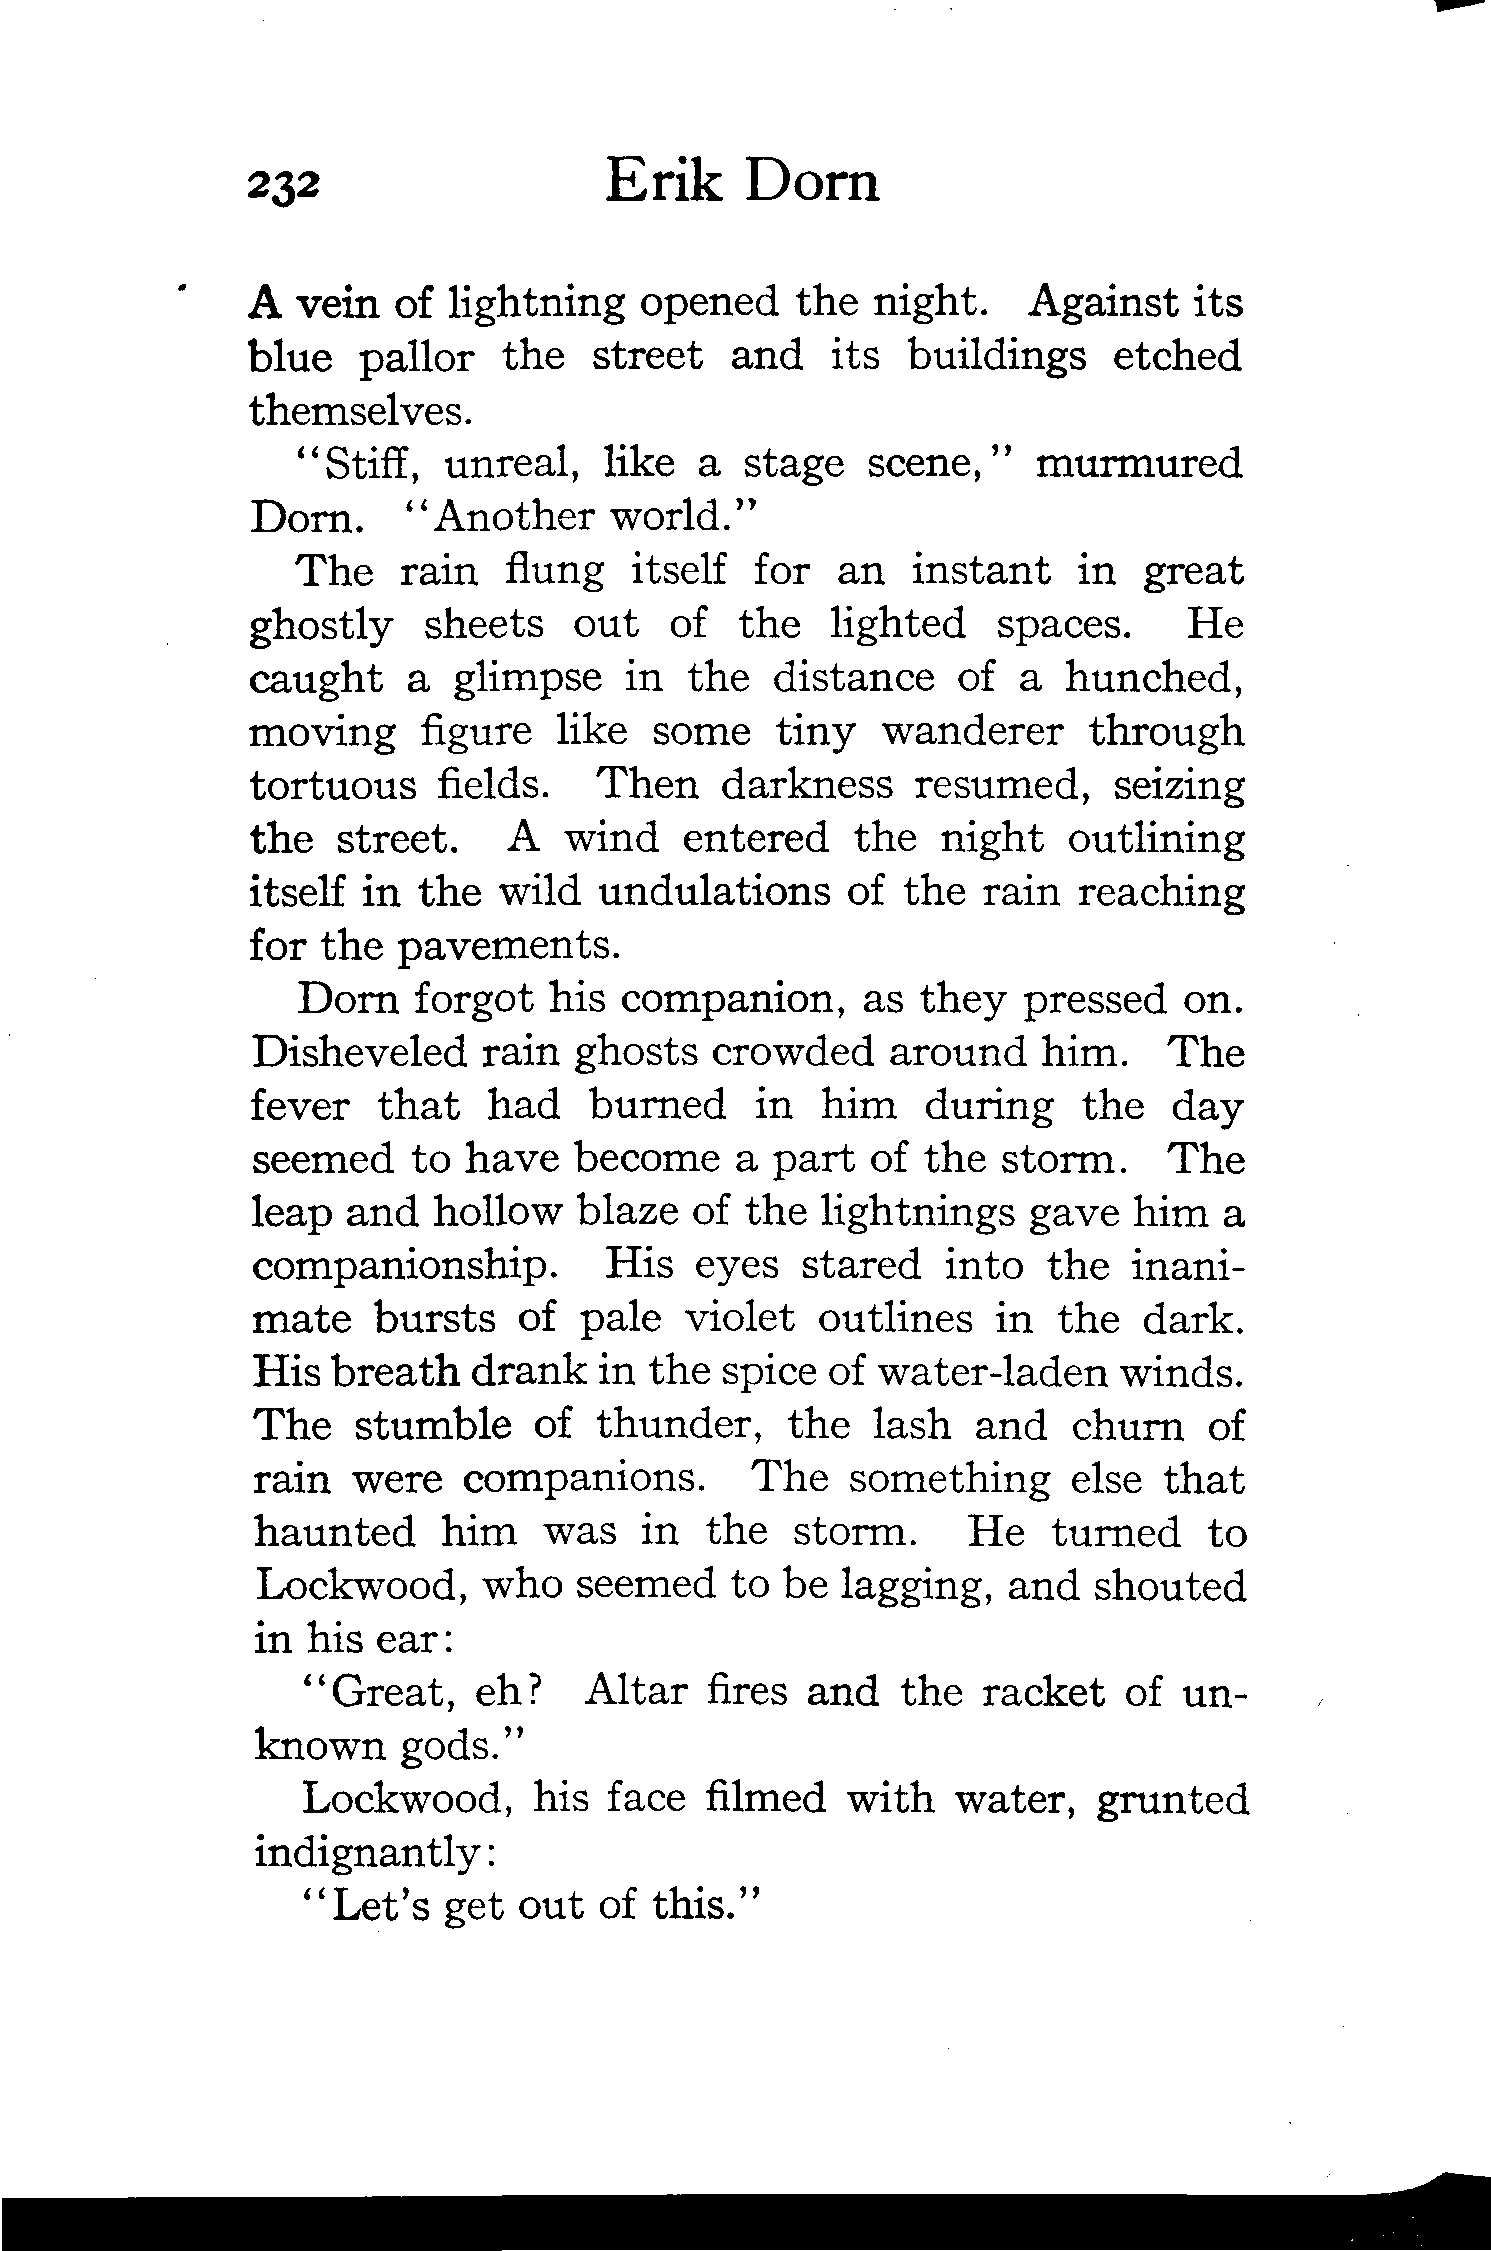 232 Erik Dorn
A vein of lightning opened the night. Against its
blue pallor the street and its buildings etched
themselves.
"Stiff, unreal, like a stage scene," murmured
Dorn. "Another world."
The rain flung itself for an instant in great
ghostly sheets out of the lighted spaces. He
caught a glimpse in the distance of a hunched,
moving figure like some tiny wanderer through
tortuous fields. Then darkness resumed, seizing
the street. A wind entered the night outlining
itself in the wild undulations of the rain reaching
for the pavements.
Dorn forgot his companion, as they pressed on.
Disheveled rain ghosts crowded around him. The
fever that had burned in him during the day
seemed to have become a part of the storm. The
leap and hollow blaze of the lightnings gave him a
companionship. His eyes stared into the inani-
mate bursts of pale violet outlines in the dark.
His breath drank in the spice of water-laden winds.
The stumble of thunder, the lash and churn of
rain were companions. The something else that
haunted him was in the storm. He turned to
Lockwood, who seemed to be lagging, and shouted
in his ear:
"Great, eh? Altar fires and the racket of un-
known gods."
Lockwood, his face filmed with water, grunted
indignantly:
"Let's get out of this."